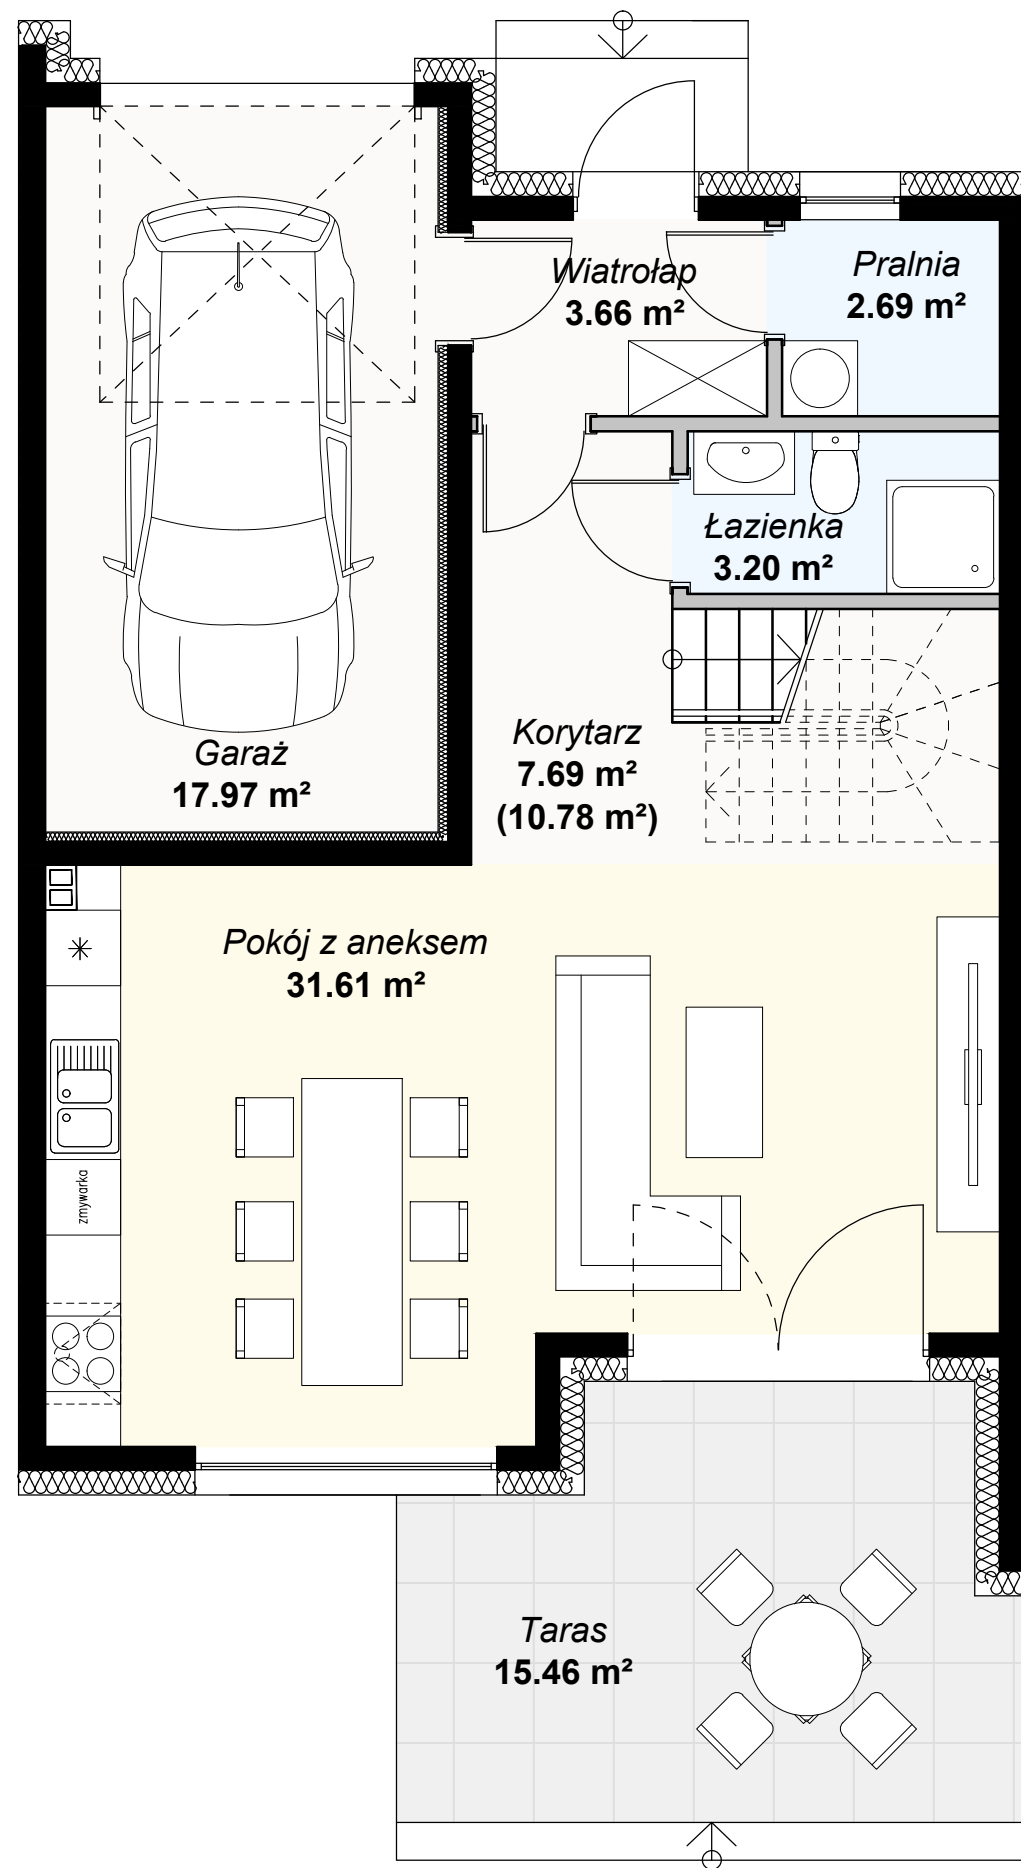 Wiatrołap
3.66 m²
Pralnia
2.69 m²
Łazienka
3.20 m²
Garaż
17.97 m²
Korytarz
7.69 m²
(10.78 m²)
Pokój z aneksem
31.61 m²
zmywarka
Taras
15.46 m²